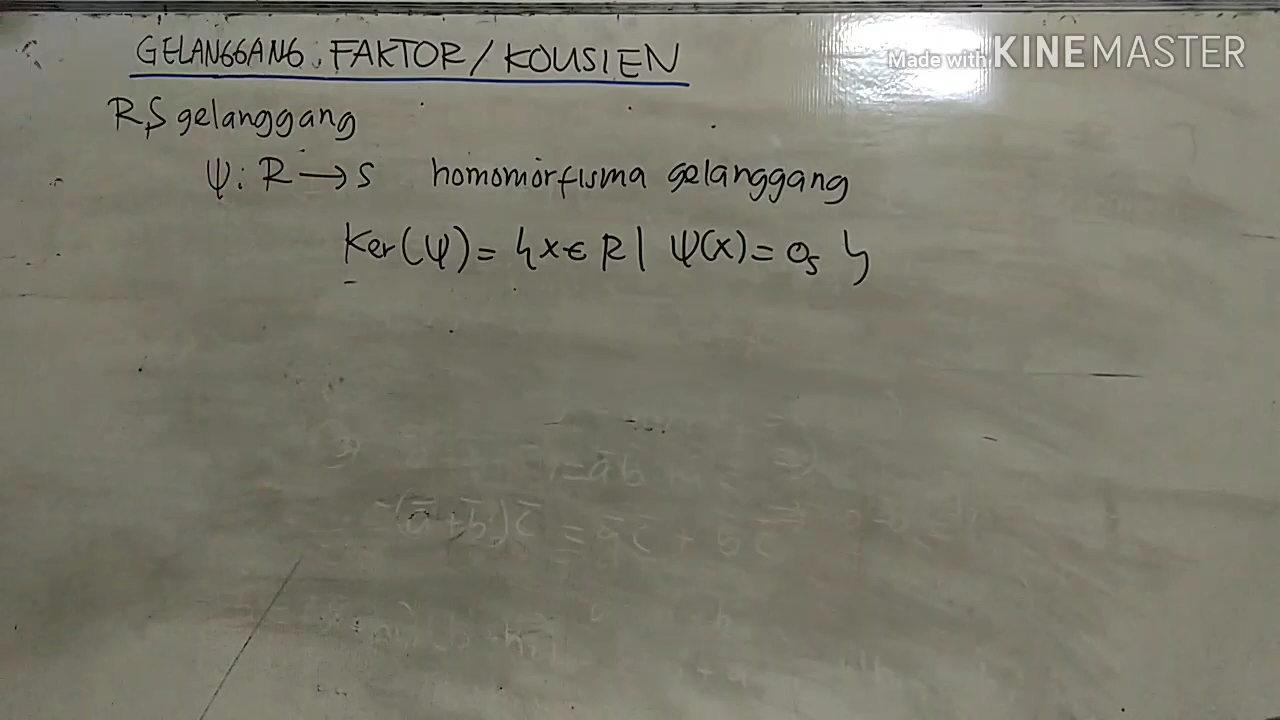 GELANGGANG FAKTOR / KOUSIEN
Made with KINEMASTER
R,S gelanggang
Ψ: R → S homomorfisma gelanggang
Ker(Ψ) = {x ∈ R | Ψ(x) = 0ₛ }